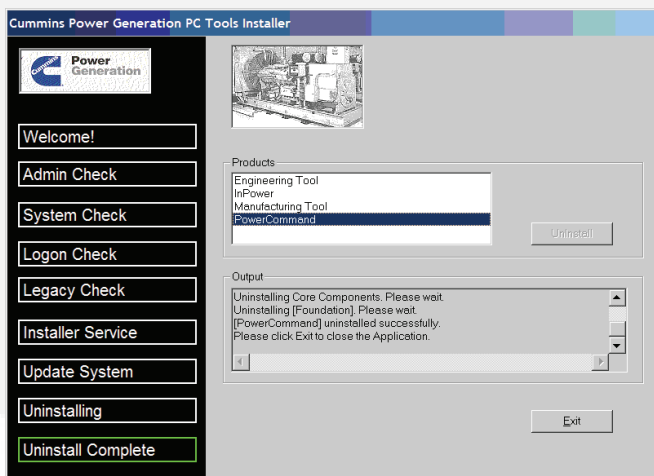 Cummins Power Generation PC Tools Installer
Cummins
Power
Generation
Welcome!
Admin Check
System Check
Logon Check
Legacy Check
Installer Service
Update System
Uninstalling
Uninstall Complete
Products
Engineering Tool
InPower
Manufacturing Tool
PowerCommand
Uninstall
Output
Uninstalling Core Components. Please wait.
Uninstalling [Foundation]. Please wait.
[PowerCommand] uninstalled successfully.
Please click Exit to close the Application.
Exit